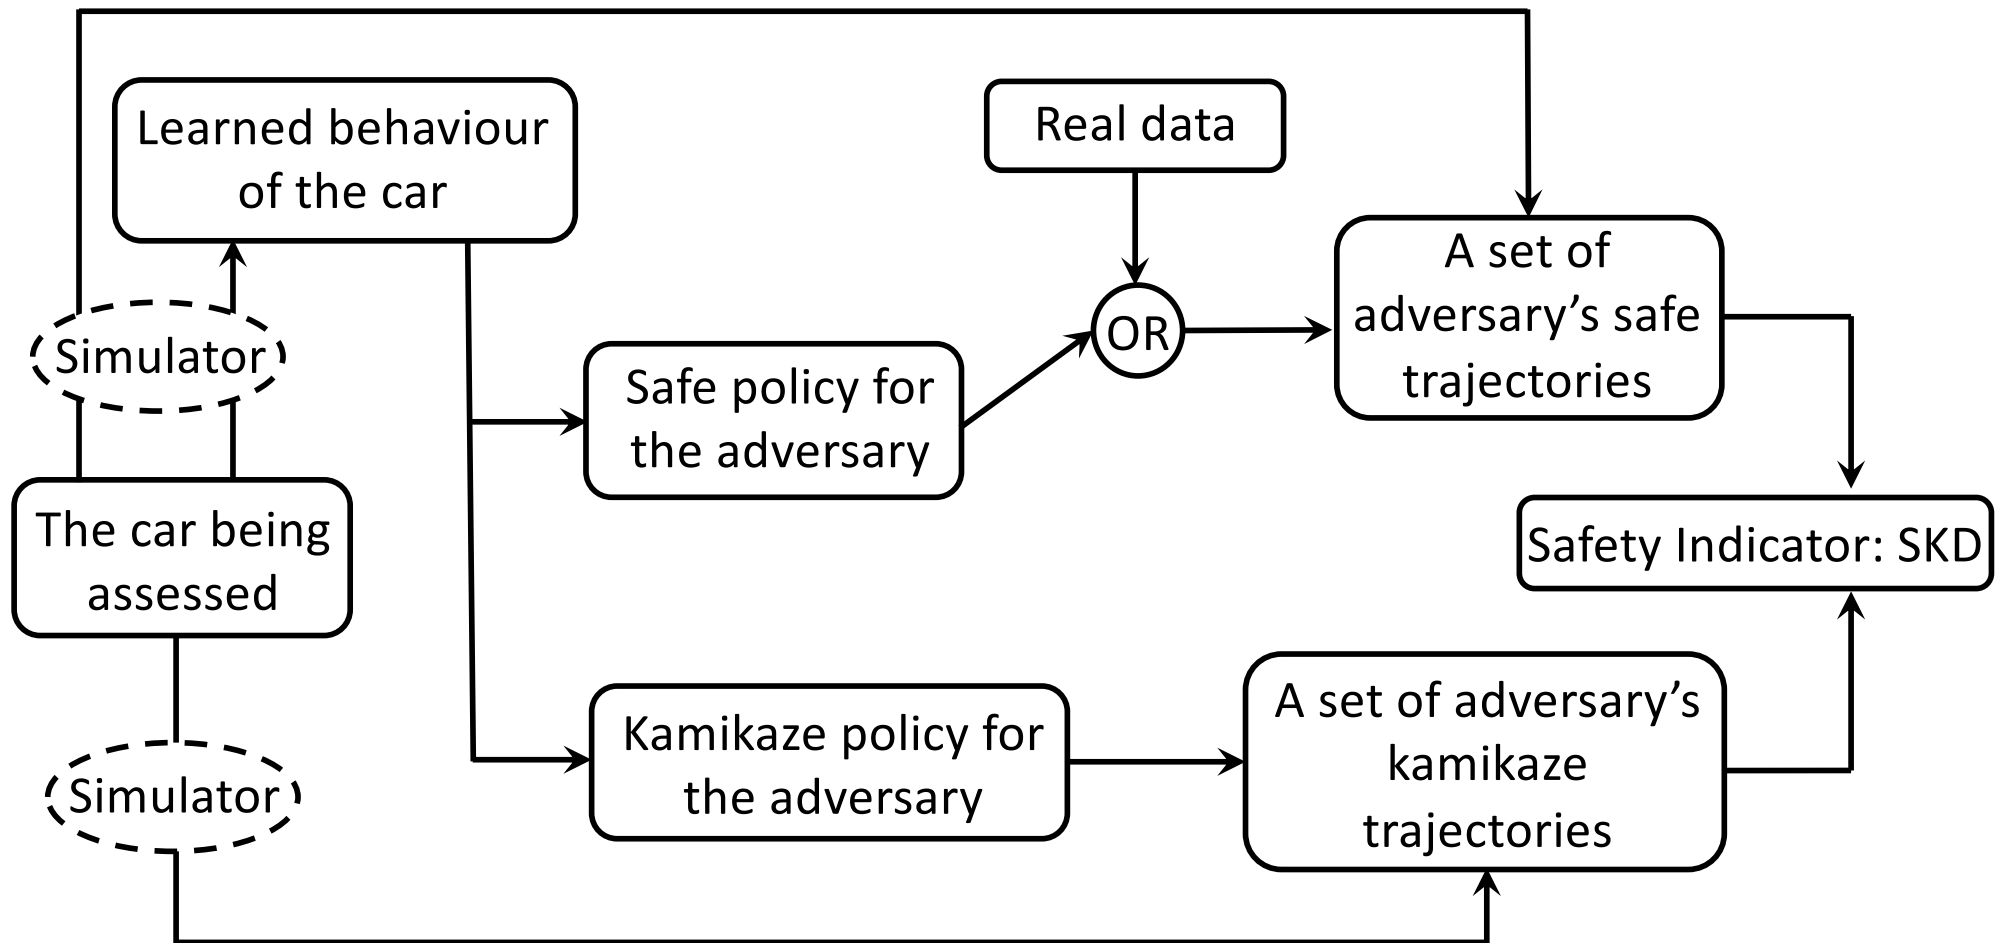 Learned behaviour
of the car
Real data
A set of
adversary’s safe
trajectories
Simulator
OR
Safe policy for
the adversary
The car being
assessed
Safety Indicator: SKD
Kamikaze policy for
the adversary
A set of adversary’s
kamikaze
trajectories
Simulator